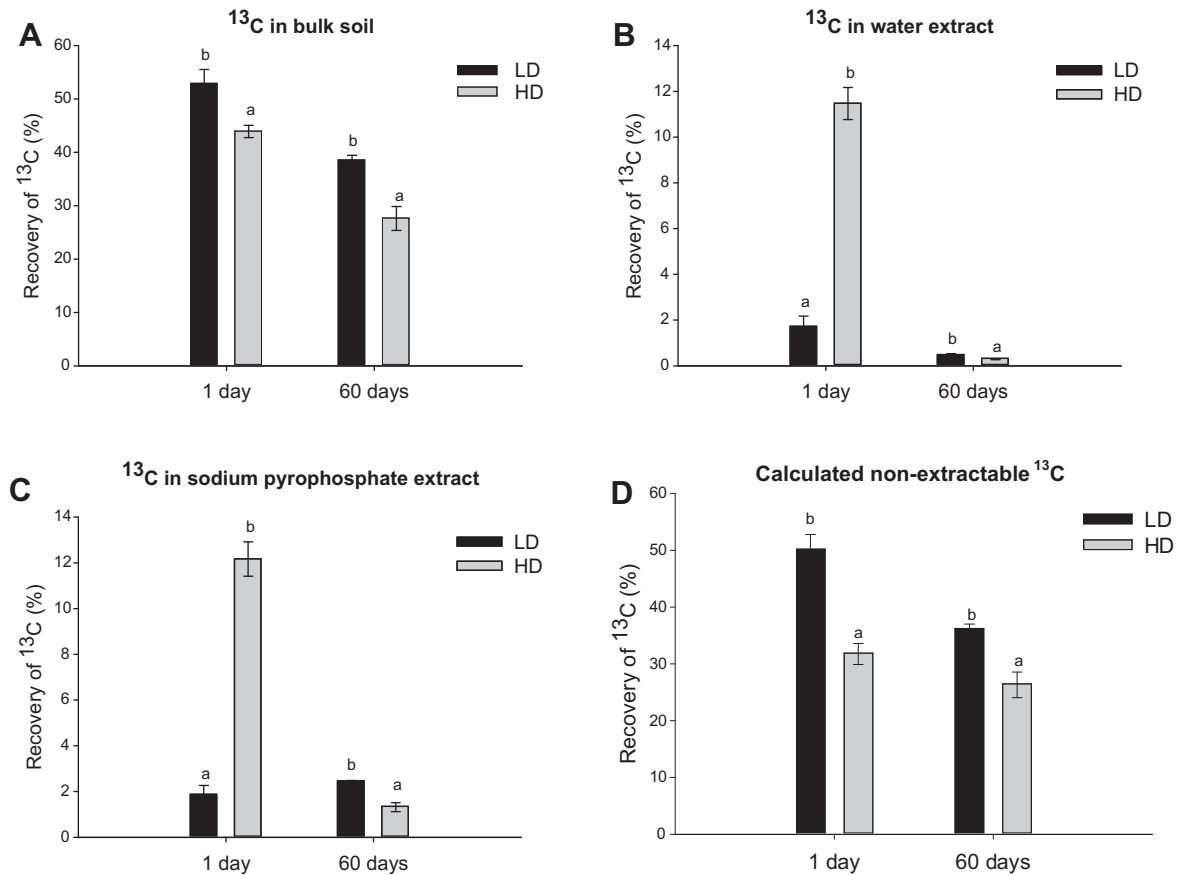 A
13C in bulk soil
LD
HD
Recovery of 13C (%)
60
50
40
30
20
10
0
b
a
b
a
1 day
60 days
B
13C in water extract
LD
HD
Recovery of 13C (%)
14
12
10
8
6
4
2
0
a
b
b
a
1 day
60 days
C
13C in sodium pyrophosphate extract
LD
HD
Recovery of 13C (%)
14
12
10
8
6
4
2
0
a
b
b
a
1 day
60 days
D
Calculated non-extractable 13C
LD
HD
Recovery of 13C (%)
60
50
40
30
20
10
0
b
a
b
a
1 day
60 days